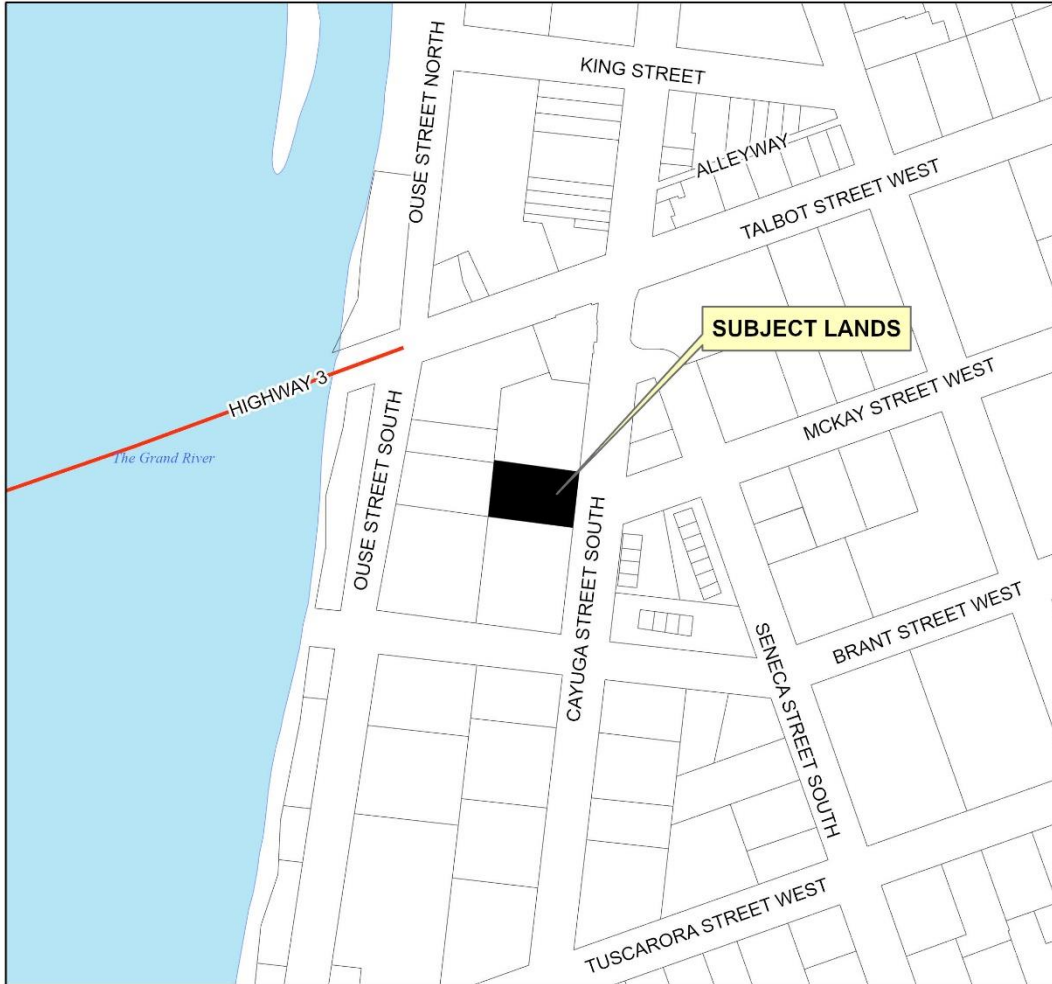 KING STREET
OUSE STREET NORTH
ALLEYWAY
TALBOT STREET WEST
SUBJECT LANDS
HIGHWAY 3
MCKAY STREET WEST
The Grand River
OUSE STREET SOUTH
CAYUGA STREET SOUTH
BRANT STREET WEST
SENECA STREET SOUTH
TUSCARORA STREET WEST